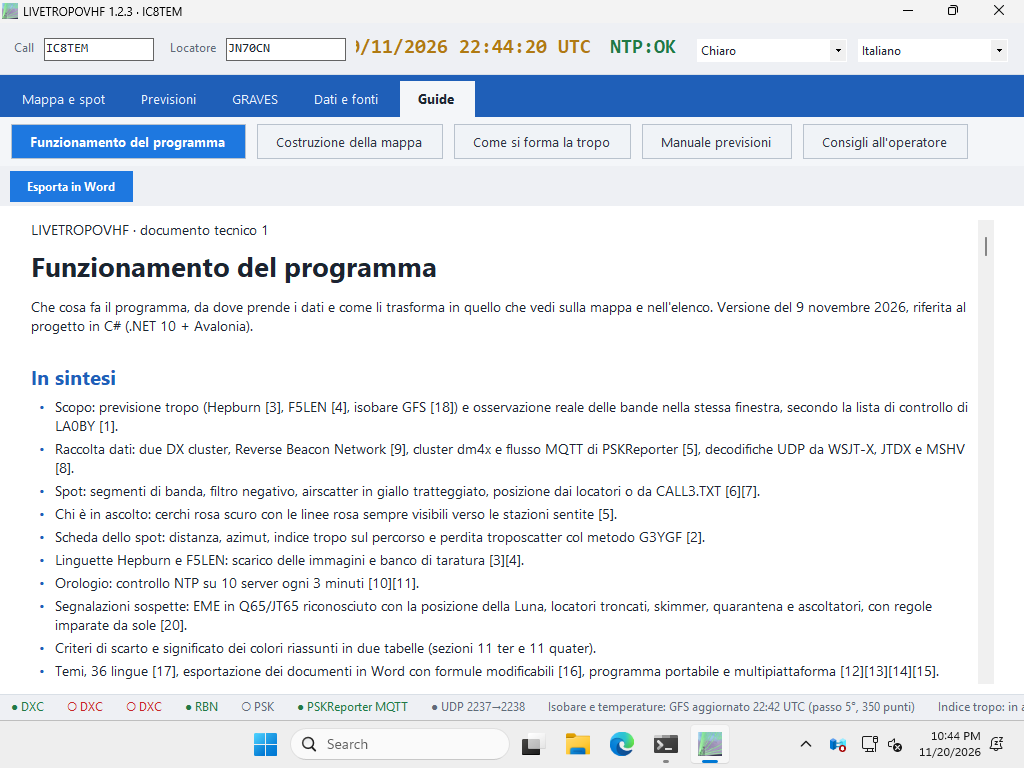 LIVETROPOVHF 1.2.3 · IC8TEM
Call IC8TEM Locatore JN70CN 0/11/2026 22:44:20 UTC NTP:OK Chiaro Italiano
Mappa e spot Previsioni GRAVES Dati e fonti Guide
Funzionamento del programma Costruzione della mappa Come si forma la tropo Manuale previsioni Consigli all'operatore
Esporta in Word
LIVETROPOVHF · documento tecnico 1
Funzionamento del programma
Che cosa fa il programma, da dove prende i dati e come li trasforma in quello che vedi sulla mappa e nell'elenco. Versione del 9 novembre 2026, riferita al
progetto in C# (.NET 10 + Avalonia).
In sintesi
• Scopo: previsione tropo (Hepburn [3], F5LEN [4], isobare GFS [18]) e osservazione reale delle bande nella stessa finestra, secondo la lista di controllo di
LA0BY [1].
• Raccolta dati: due DX cluster, Reverse Beacon Network [9], cluster dm4x e flusso MQTT di PSKReporter [5], decodifiche UDP da WSJT-X, JTDX e MSHV
[8].
• Spot: segmenti di banda, filtro negativo, airscatter in giallo tratteggiato, posizione dai locatori o da CALL3.TXT [6][7].
• Chi è in ascolto: cerchi rosa scuro con le linee rosa sempre visibili verso le stazioni sentite [5].
• Scheda dello spot: distanza, azimut, indice tropo sul percorso e perdita troposcatter col metodo G3YGF [2].
• Linguette Hepburn e F5LEN: scarico delle immagini e banco di taratura [3][4].
• Orologio: controllo NTP su 10 server ogni 3 minuti [10][11].
• Segnalazioni sospette: EME in Q65/JT65 riconosciuto con la posizione della Luna, locatori troncati, skimmer, quarantena e ascoltatori, con regole
imparate da sole [20].
• Criteri di scarto e significato dei colori riassunti in due tabelle (sezioni 11 ter e 11 quater).
• Temi, 36 lingue [17], esportazione dei documenti in Word con formule modificabili [16], programma portabile e multipiattaforma [12][13][14][15].
● DXC ○ DXC ○ DXC ● RBN ○ PSK ● PSKReporter MQTT ● UDP 2237→2238 Isobare e temperature: GFS aggiornato 22:42 UTC (passo 5°, 350 punti) Indice tropo: in a
Search
10:44 PM
11/20/2026